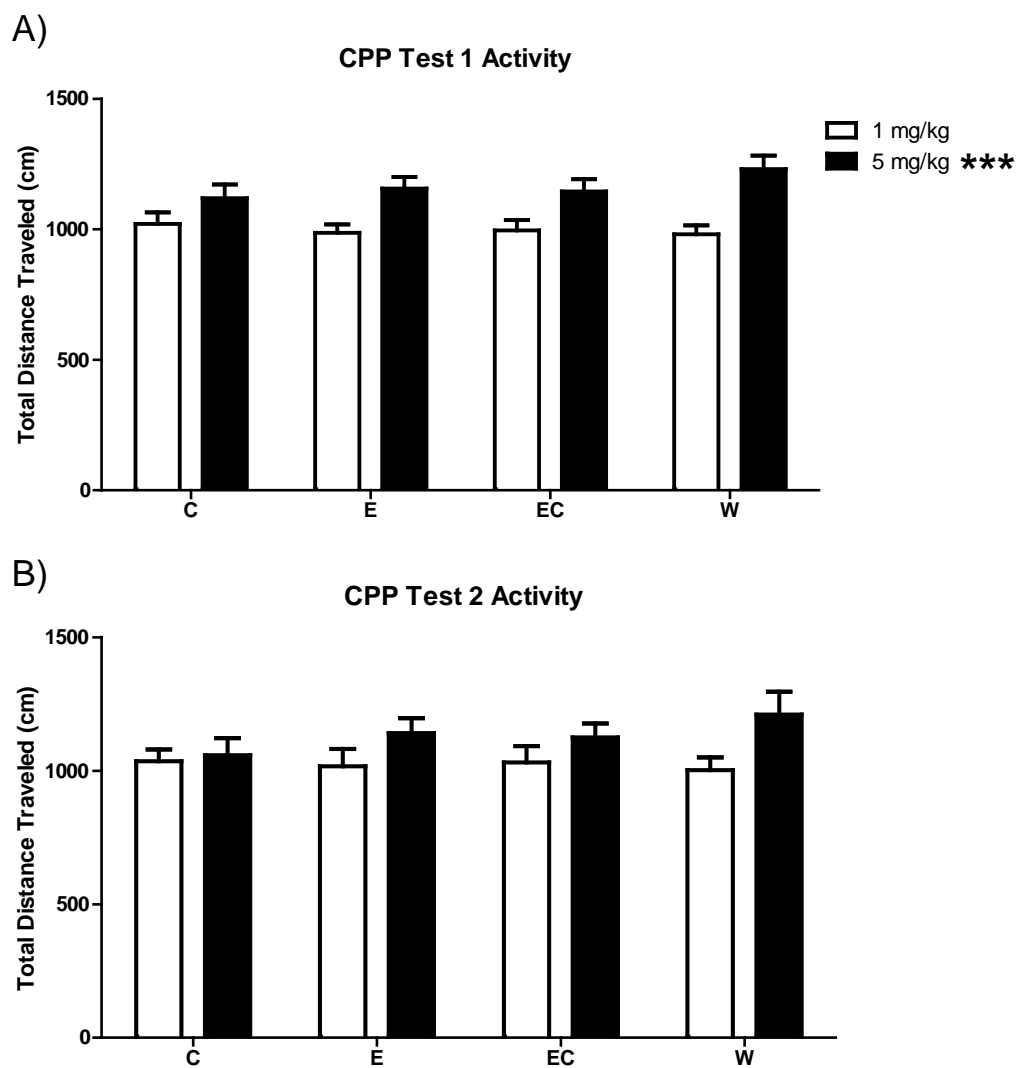 A)
CPP Test 1 Activity
1500
1000
500
0
Total Distance Traveled (cm)
C E EC W
1 mg/kg
5 mg/kg ***
B)
CPP Test 2 Activity
1500
1000
500
0
Total Distance Traveled (cm)
C E EC W